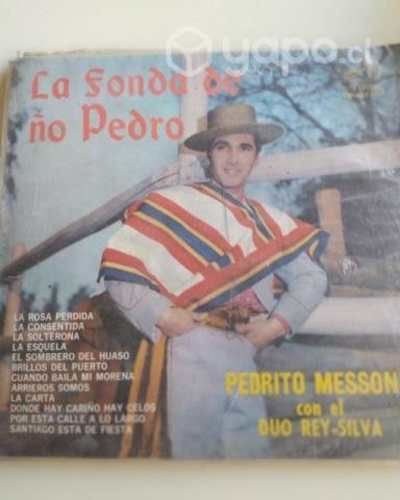 yapo.cl
La Fonda de
ño Pedro
LA ROSA PERDIDA
LA CONSENTIDA
LA SOLTERONA
LA ESQUELA
EL SOMBRERO DEL HUASO
BRILLOS DEL PUERTO
CUANDO BAILA MI MORENA
ARRIEROS SOMOS
LA CARTA
DONDE HAY CARIÑO HAY CELOS
POR ESTA CALLE A LO LARGO
SANTIAGO ESTA DE FIESTA
PEDRITO MESSON
con el
DUO REY-SILVA